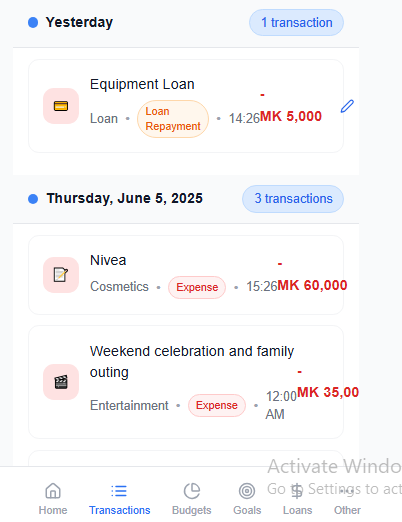 Yesterday 1 transaction
Equipment Loan
-
Loan • Loan Repayment • 14:26 MK 5,000
Thursday, June 5, 2025 3 transactions
Nivea
-
Cosmetics • Expense • 15:26 MK 60,000
Weekend celebration and family
outing
-
Entertainment • Expense • 12:00 AM MK 35,00
Activate Windo
Go to Settings to act
Home Transactions Budgets Goals Loans Other